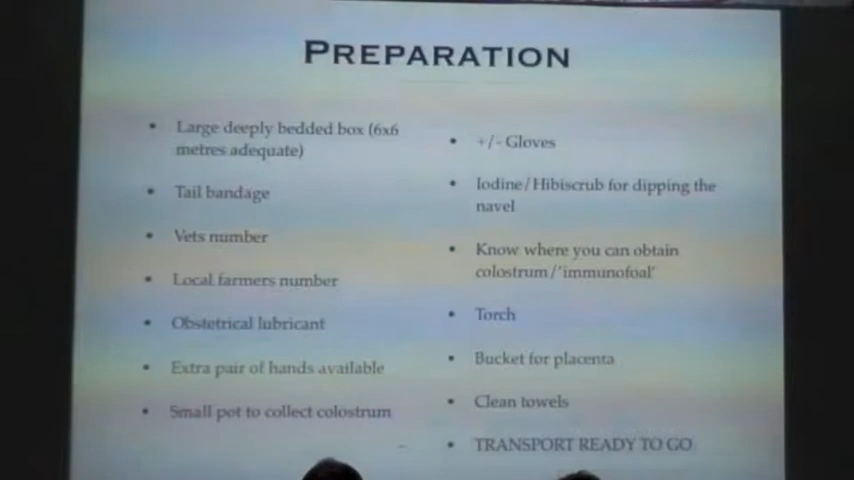 PREPARATION
• Large deeply bedded box (6x6
metres adequate)
• Tail bandage
• Vets number
• Local farmers number
• Obstetrical lubricant
• Extra pair of hands available
• Small pot to collect colostrum
• +/- Gloves
• Iodine/Hibiscrub for dipping the
navel
• Know where you can obtain
colostrum/'immunofoal'
• Torch
• Bucket for placenta
• Clean towels
• TRANSPORT READY TO GO